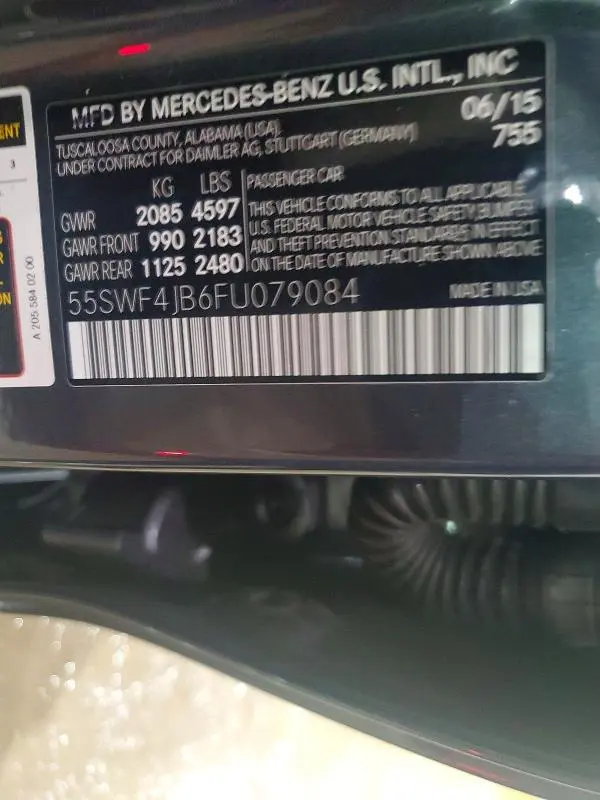 MFD BY MERCEDES-BENZ U.S. INTL., INC
TUSCALOOSA COUNTY, ALABAMA (USA),
06/15
UNDER CONTRACT FOR DAIMLER AG, STUTTGART (GERMANY)
755
KG LBS
GVWR 2085 4597
GAWR FRONT 990 2183
GAWR REAR 1125 2480
PASSENGER CAR
THIS VEHICLE CONFORMS TO ALL APPLICABLE
U.S. FEDERAL MOTOR VEHICLE SAFETY, BUMPER
AND THEFT PREVENTION STANDARDS IN EFFECT
ON THE DATE OF MANUFACTURE SHOWN ABOVE
55SWF4JB6FU079084
MADE IN USA
ENT
3
ON
A 205 584 02 00